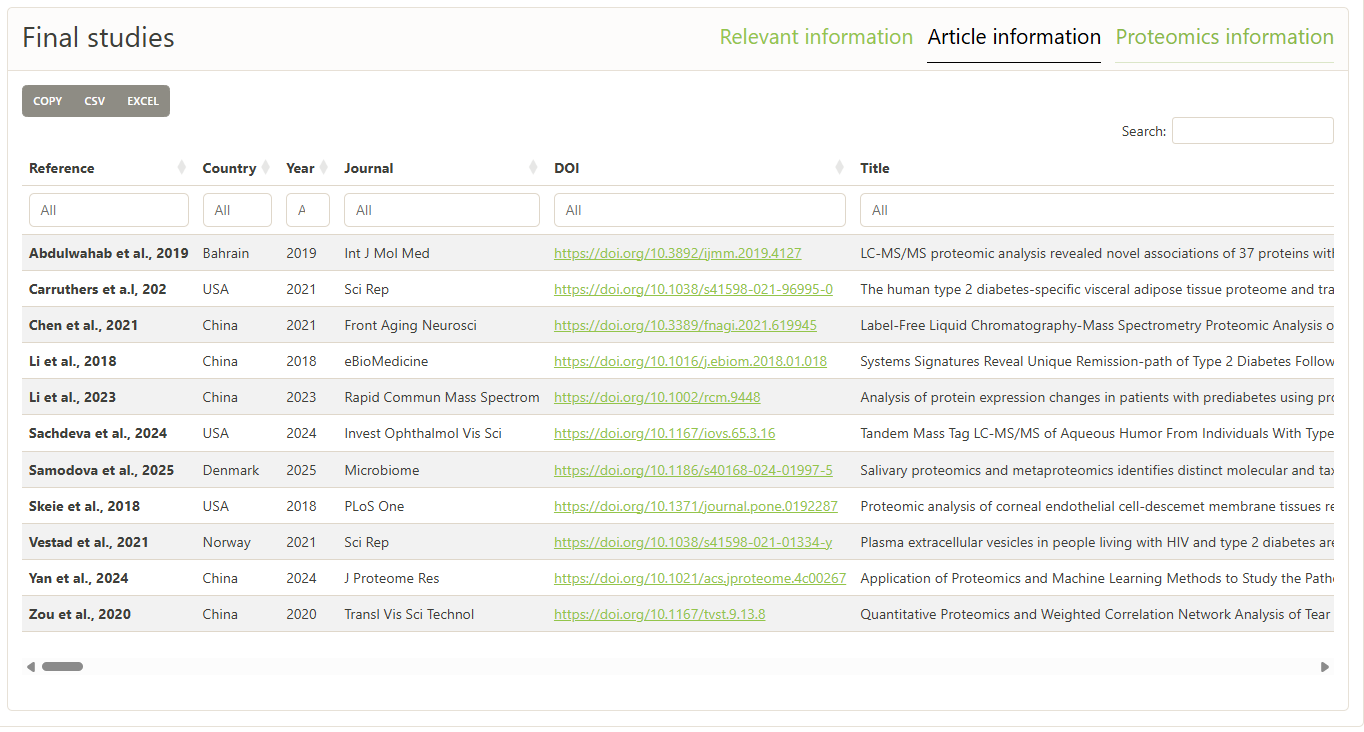 Final studies Relevant information Article information Proteomics information
COPY CSV EXCEL
Search:
Reference Country Year Journal DOI Title
All All A All All All
Abdulwahab et al., 2019 Bahrain 2019 Int J Mol Med https://doi.org/10.3892/ijmm.2019.4127 LC-MS/MS proteomic analysis revealed novel associations of 37 proteins with
Carruthers et a.l, 202 USA 2021 Sci Rep https://doi.org/10.1038/s41598-021-96995-0 The human type 2 diabetes-specific visceral adipose tissue proteome and tra
Chen et al., 2021 China 2021 Front Aging Neurosci https://doi.org/10.3389/fnagi.2021.619945 Label-Free Liquid Chromatography-Mass Spectrometry Proteomic Analysis o
Li et al., 2018 China 2018 eBioMedicine https://doi.org/10.1016/j.ebiom.2018.01.018 Systems Signatures Reveal Unique Remission-path of Type 2 Diabetes Follow
Li et al., 2023 China 2023 Rapid Commun Mass Spectrom https://doi.org/10.1002/rcm.9448 Analysis of protein expression changes in patients with prediabetes using pro
Sachdeva et al., 2024 USA 2024 Invest Ophthalmol Vis Sci https://doi.org/10.1167/iovs.65.3.16 Tandem Mass Tag LC-MS/MS of Aqueous Humor From Individuals With Type
Samodova et al., 2025 Denmark 2025 Microbiome https://doi.org/10.1186/s40168-024-01997-5 Salivary proteomics and metaproteomics identifies distinct molecular and tax
Skeie et al., 2018 USA 2018 PLoS One https://doi.org/10.1371/journal.pone.0192287 Proteomic analysis of corneal endothelial cell-descemet membrane tissues re
Vestad et al., 2021 Norway 2021 Sci Rep https://doi.org/10.1038/s41598-021-01334-y Plasma extracellular vesicles in people living with HIV and type 2 diabetes are
Yan et al., 2024 China 2024 J Proteome Res https://doi.org/10.1021/acs.jproteome.4c00267 Application of Proteomics and Machine Learning Methods to Study the Path
Zou et al., 2020 China 2020 Transl Vis Sci Technol https://doi.org/10.1167/tvst.9.13.8 Quantitative Proteomics and Weighted Correlation Network Analysis of Tear